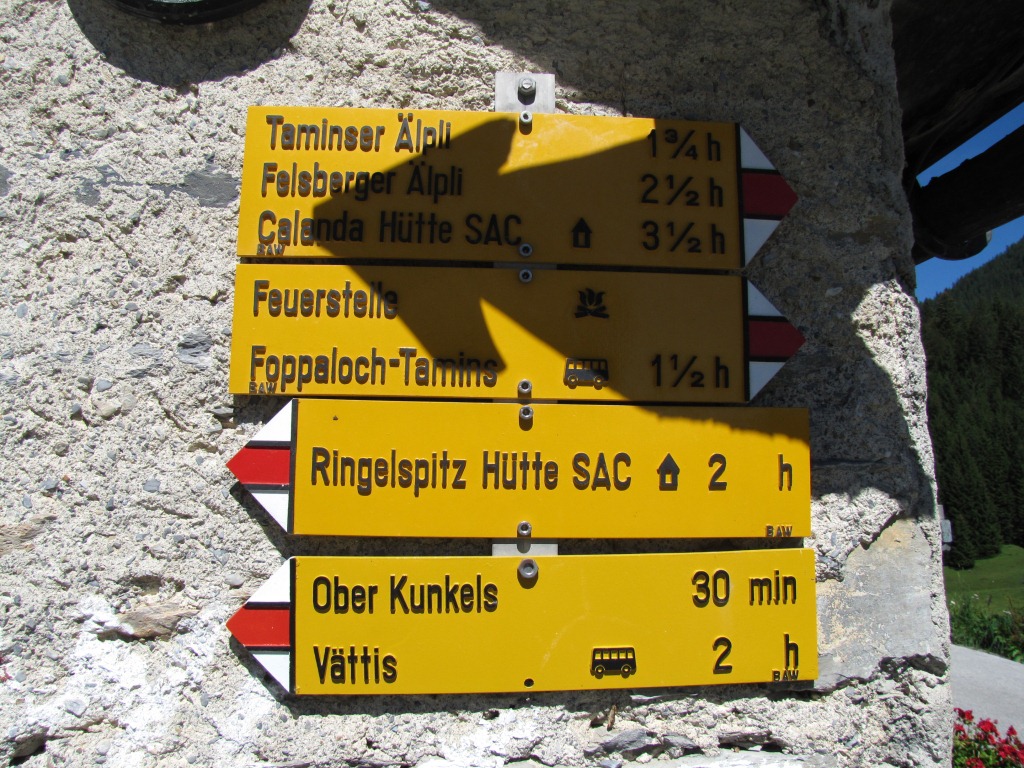 Taminser Älpli 1¾ h
Felsberger Älpli 2½ h
Calanda Hütte SAC 3½ h
BAW
Feuerstelle
Foppaloch-Tamins 1½ h
BAW
Ringelspitz Hütte SAC 2 h
BAW
Ober Kunkels 30 min
Vättis 2 h
BAW